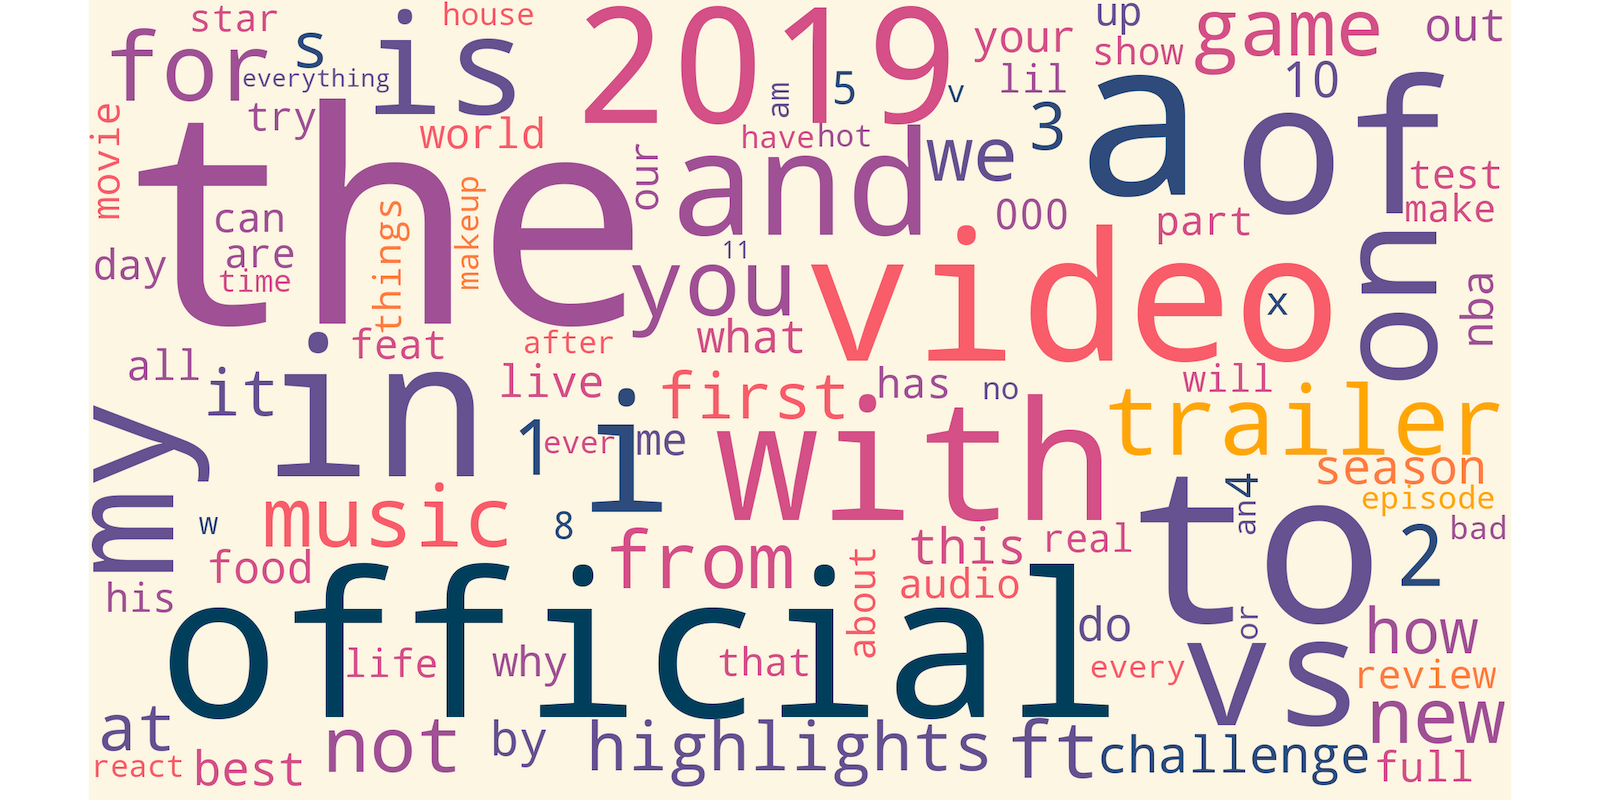 star
house
2019
your
up
game
out
for
s
is
show
everything
am
5
v
lil
10
a
of
try
the
movie
world
have
hot
3
and
we
our
test
can
makeup
things
000
part
make
are
day
time
11
you
video
x
on
nba
feat
after
what
all
it
in
live
first
has
no
will
trailer
my
1
ever
i
me
with
season
music
w
8
to
an
4
episode
bad
food
from
this
real
2
his
official
about
audio
do
or
how
life
why
that
every
vs
review
at
not
by
highlights
ft
new
react
best
challenge
full